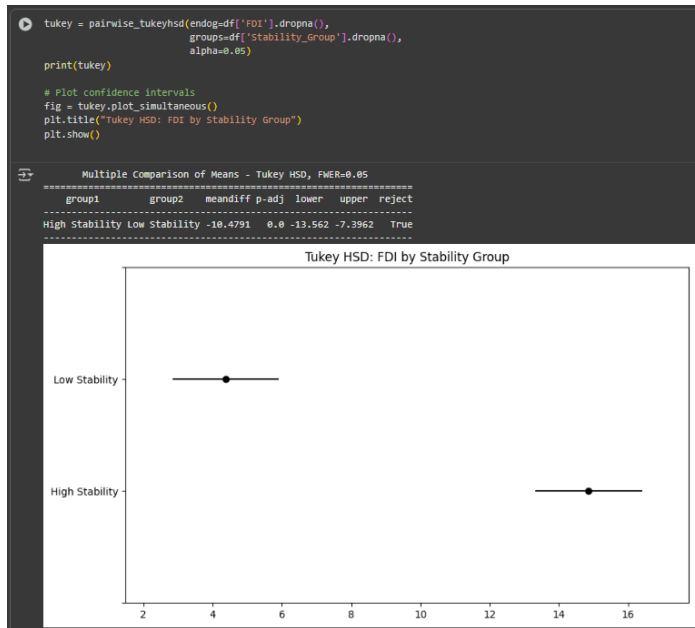 tukey = pairwise_tukeyhsd(endog=df['FDI'].dropna(),
groups=df['Stability_Group'].dropna(),
alpha=0.05)
print(tukey)
# Plot confidence intervals
fig = tukey.plot_simultaneous()
plt.title("Tukey HSD: FDI by Stability Group")
plt.show()
Multiple Comparison of Means - Tukey HSD, FWER=0.05
==================================================================
group1 group2 meandiff p-adj lower upper reject
------------------------------------------------------------------
High Stability Low Stability -10.4791 0.0 -13.562 -7.3962 True
------------------------------------------------------------------
Tukey HSD: FDI by Stability Group
Low Stability
High Stability
2 4 6 8 10 12 14 16